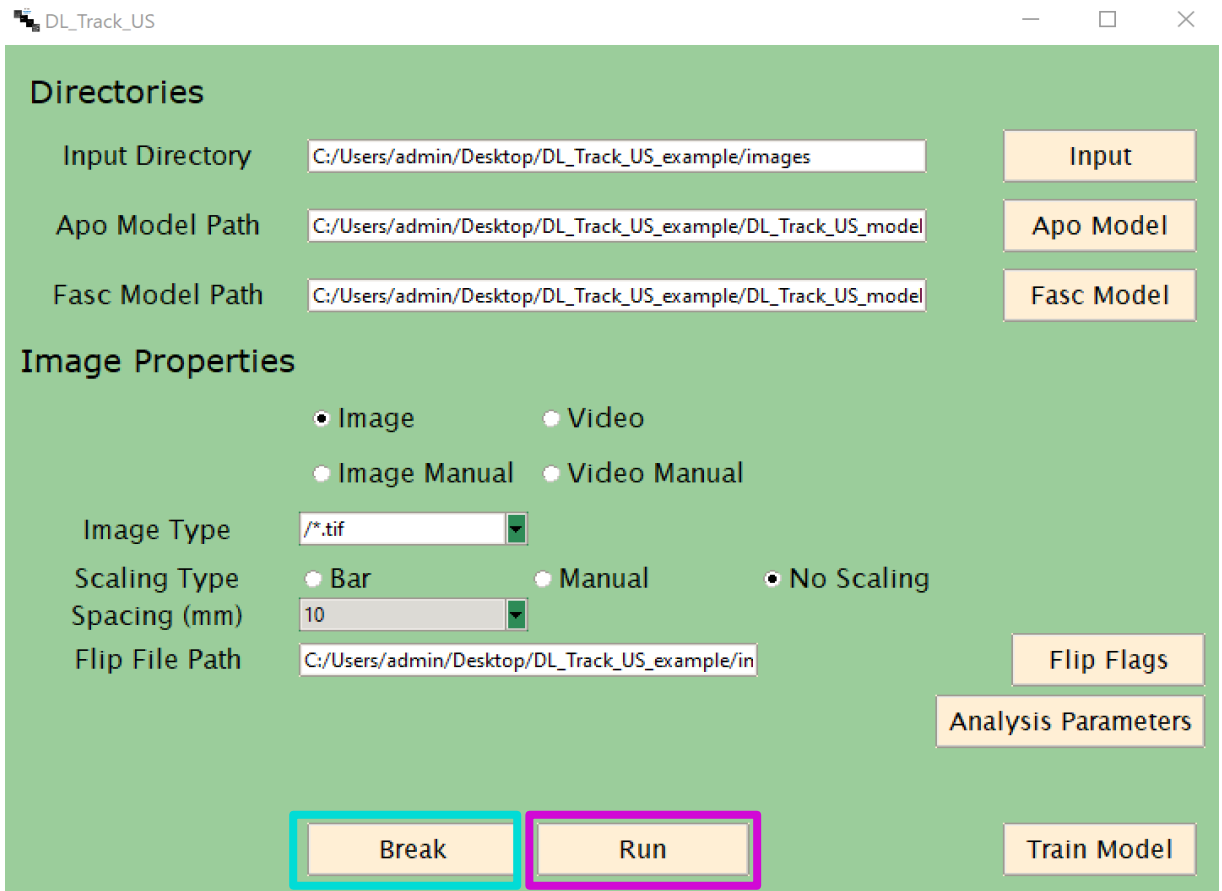 DL_Track_US
Directories
Input Directory C:/Users/admin/Desktop/DL_Track_US_example/images Input
Apo Model Path C:/Users/admin/Desktop/DL_Track_US_example/DL_Track_US_model Apo Model
Fasc Model Path C:/Users/admin/Desktop/DL_Track_US_example/DL_Track_US_model Fasc Model
Image Properties
Image Video
Image Manual Video Manual
Image Type /*.tif
Scaling Type Bar Manual No Scaling
Spacing (mm) 10
Flip File Path C:/Users/admin/Desktop/DL_Track_US_example/in Flip Flags
Analysis Parameters
Break Run Train Model